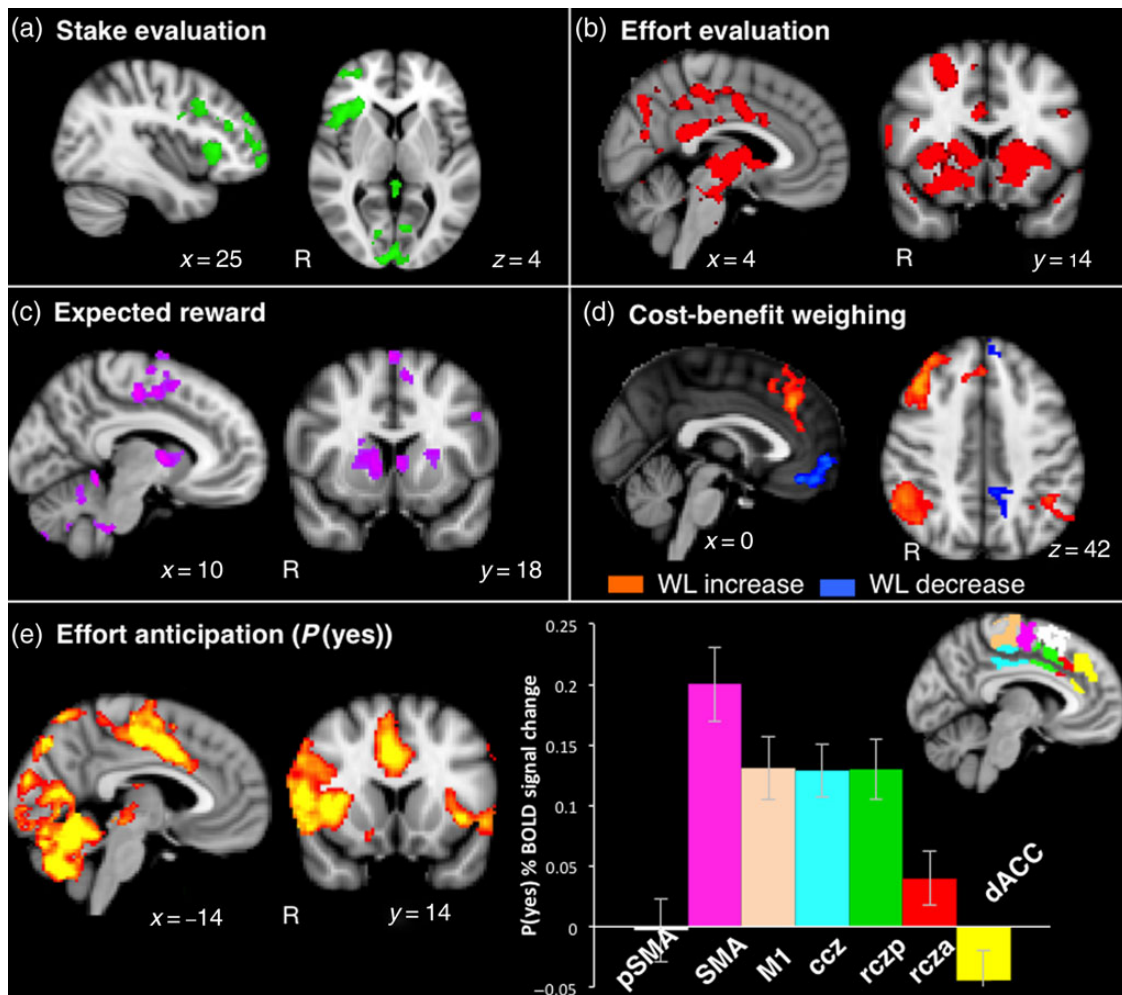 (a) Stake evaluation
x = 25
R
z = 4
(b) Effort evaluation
x = 4
R
y = 14
(c) Expected reward
x = 10
R
y = 18
(d) Cost-benefit weighing
x = 0
R
z = 42
WL increase
WL decrease
(e) Effort anticipation (P(yes))
x = –14
R
y = 14
P(yes) % BOLD signal change
0.25
0.2
0.15
0.1
0.05
0
–0.05
pSMA
SMA
M1
ccz
rczp
rcza
dACC